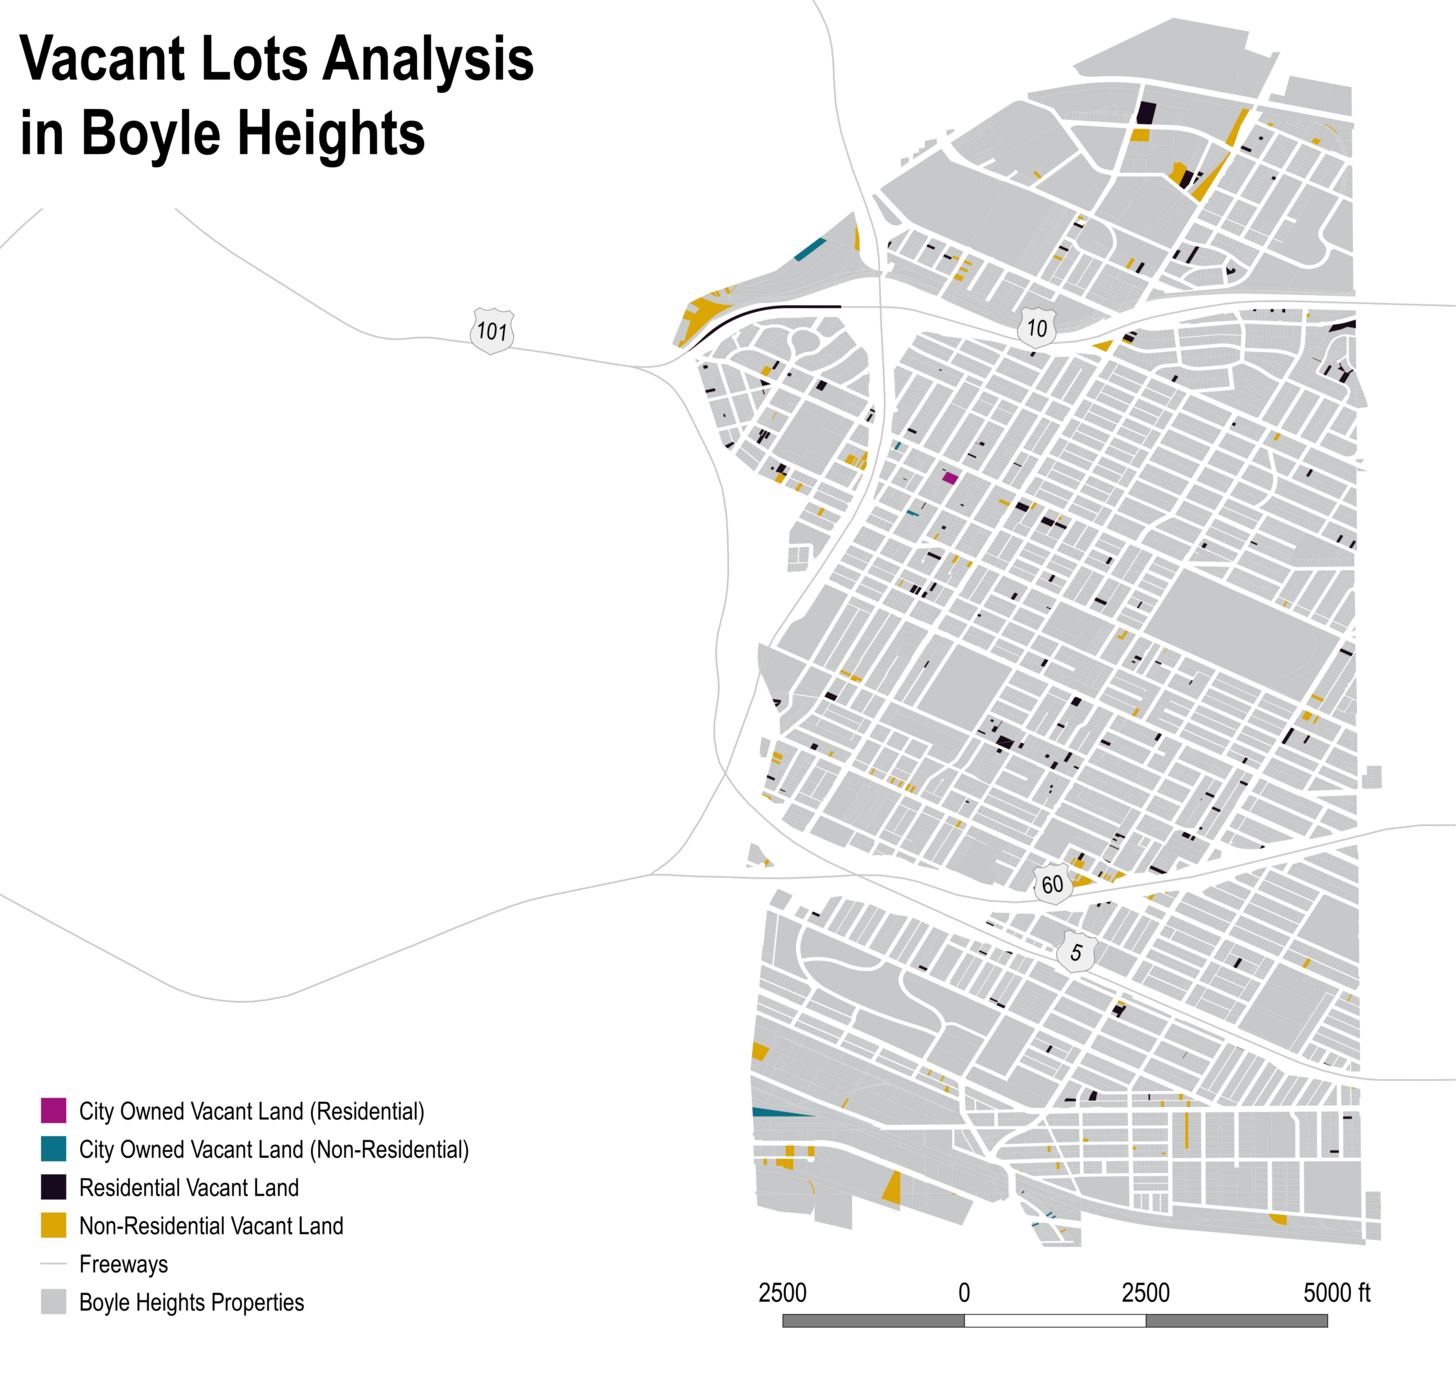 Vacant Lots Analysis
in Boyle Heights
101
10
60
5
City Owned Vacant Land (Residential)
City Owned Vacant Land (Non-Residential)
Residential Vacant Land
Non-Residential Vacant Land
Freeways
Boyle Heights Properties
2500 0 2500 5000 ft